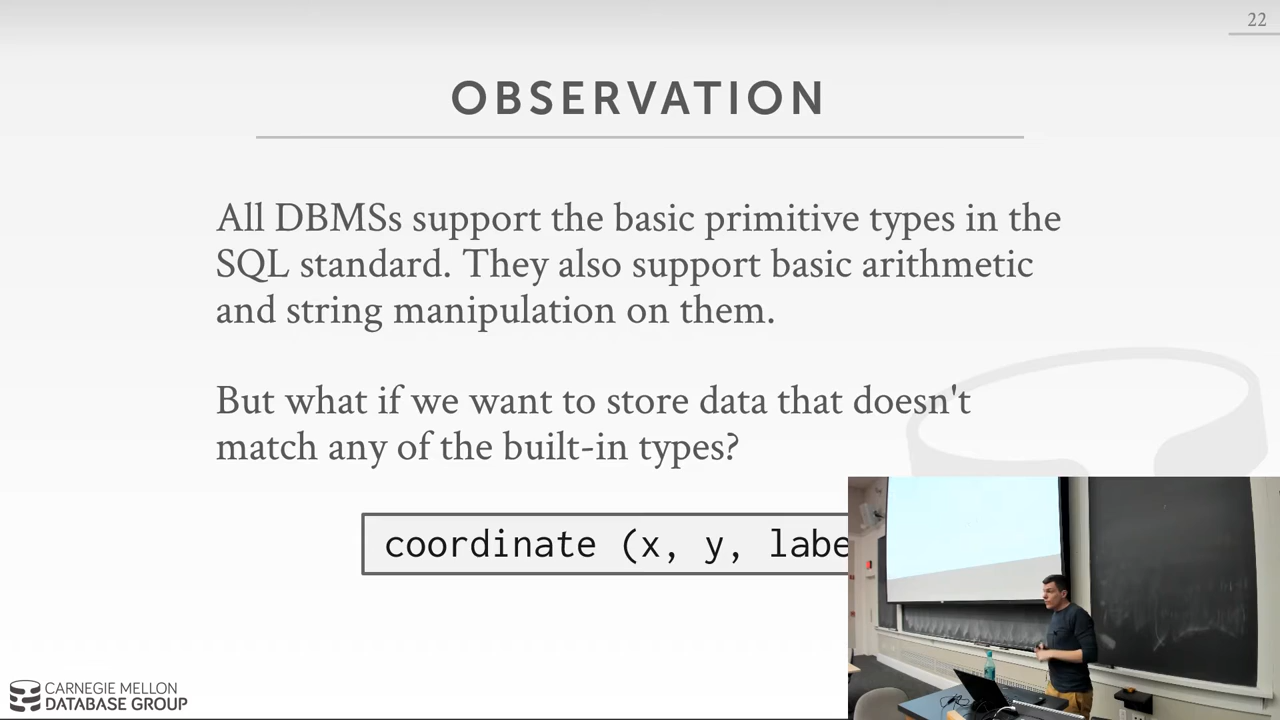 22
OBSERVATION
All DBMSs support the basic primitive types in the
SQL standard. They also support basic arithmetic
and string manipulation on them.
But what if we want to store data that doesn't
match any of the built-in types?
coordinate (x, y, labe
CARNEGIE MELLON
DATABASE GROUP